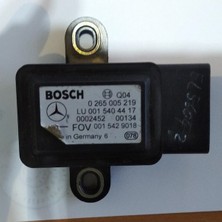 BOSCH Q04
0 265 005 219
LU 001 540 44 17
0002452 00134
FOV 001 542 9018
in Germany 6 076